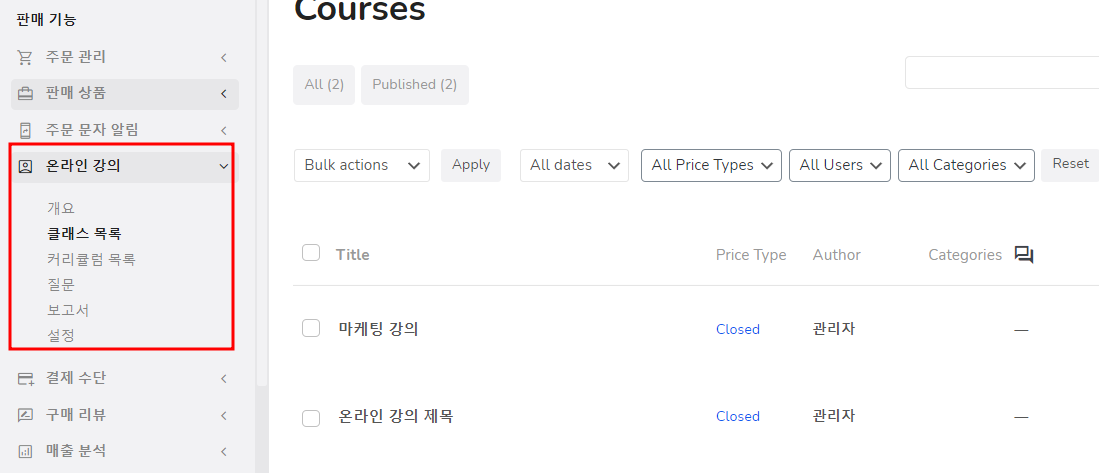 판매 기능
주문 관리
판매 상품
주문 문자 알림
온라인 강의
개요
클래스 목록
커리큘럼 목록
질문
보고서
설정
결제 수단
구매 리뷰
매출 분석
Courses
All (2) Published (2)
Bulk actions Apply All dates All Price Types All Users All Categories Reset
Title Price Type Author Categories
마케팅 강의 Closed 관리자 —
온라인 강의 제목 Closed 관리자 —